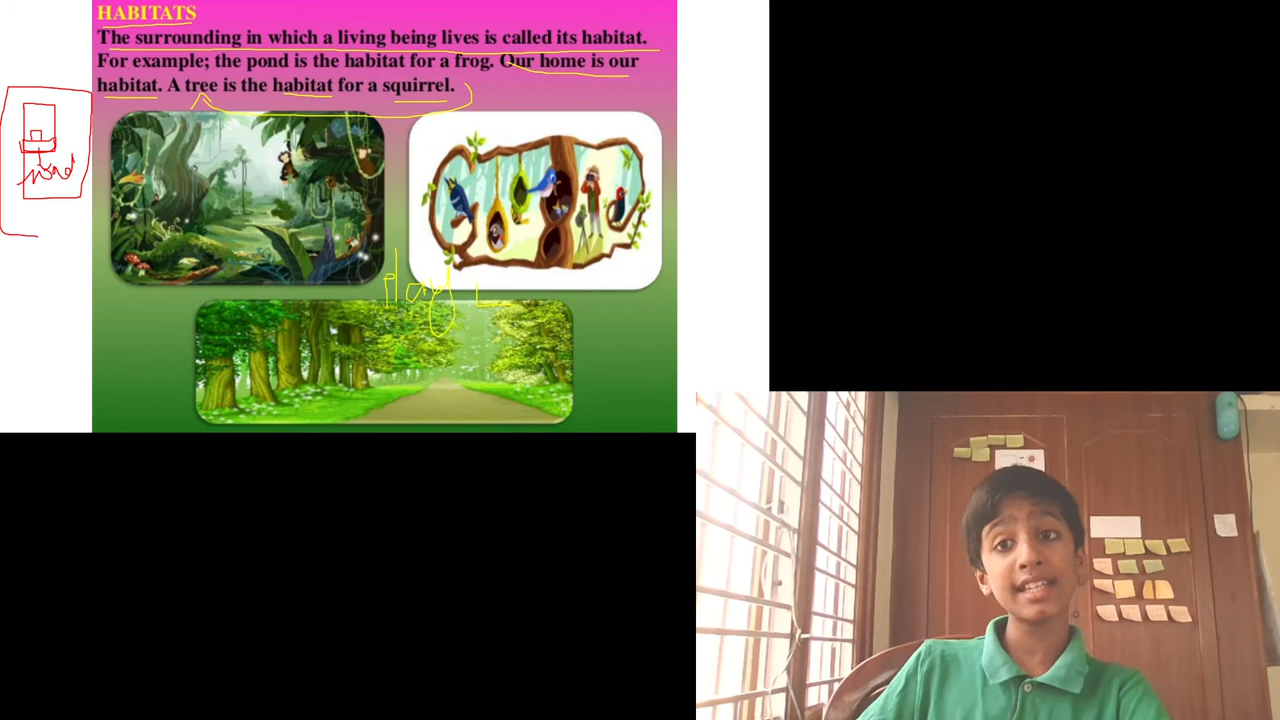 HABITATS
The surrounding in which a living being lives is called its habitat.
For example; the pond is the habitat for a frog. Our home is our
habitat. A tree is the habitat for a squirrel.